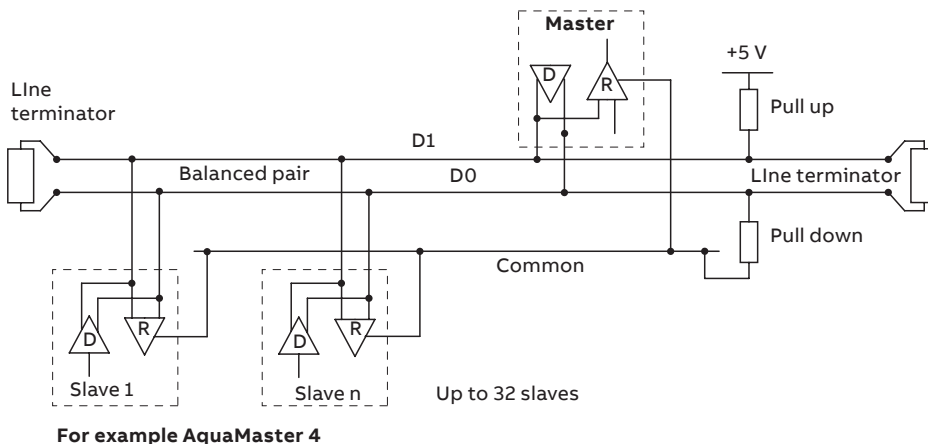 Master
+5 V
LIne
terminator
D
R
Pull up
D1
Balanced pair
D0
LIne terminator
Pull down
Common
D
R
D
R
Slave 1
Slave n
Up to 32 slaves
For example AquaMaster 4